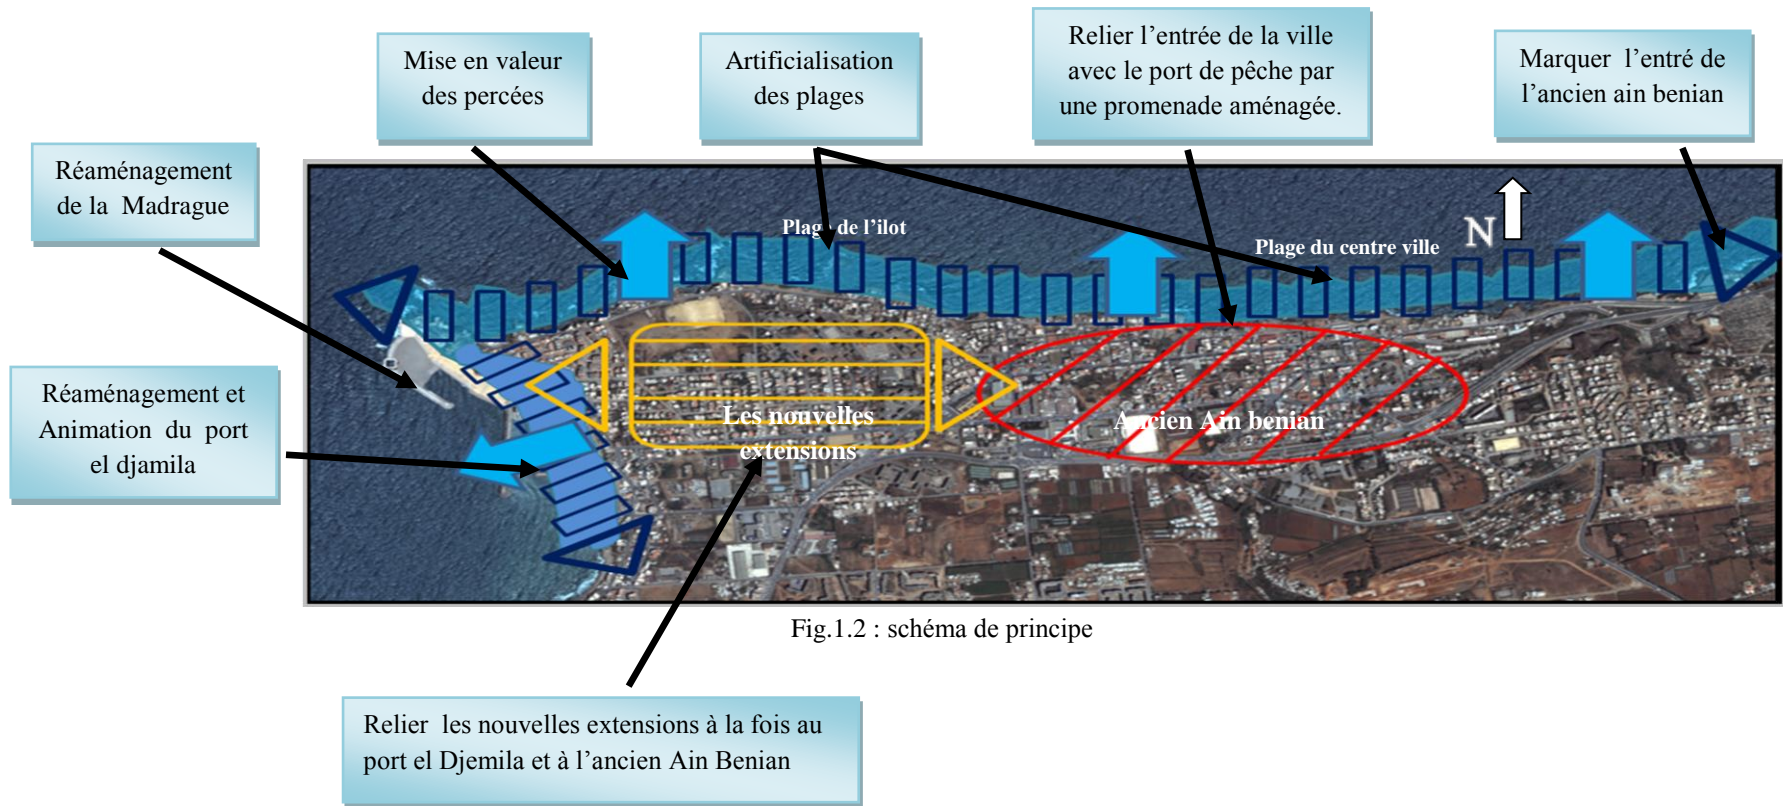 Mise en valeur
des percées
Artificialisation
des plages
Relier l’entrée de la ville
avec le port de pêche par
une promenade aménagée.
Marquer l’entré de
l’ancien ain benian
Réaménagement
de la Madrague
Plage de l’ilot
Plage du centre ville
N
Réaménagement et
Animation du port
el djamila
Les nouvelles
extensions
Ancien Ain benian
Fig.1.2 : schéma de principe
Relier les nouvelles extensions à la fois au
port el Djemila et à l’ancien Ain Benian